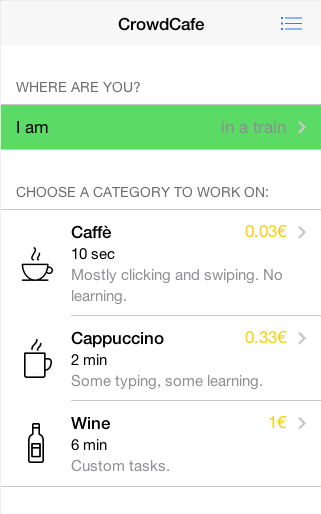 CrowdCafe
WHERE ARE YOU?
I am in a train
CHOOSE A CATEGORY TO WORK ON:
Caffè 0.03€
10 sec
Mostly clicking and swiping. No
learning.
Cappuccino 0.33€
2 min
Some typing, some learning.
Wine 1€
6 min
Custom tasks.